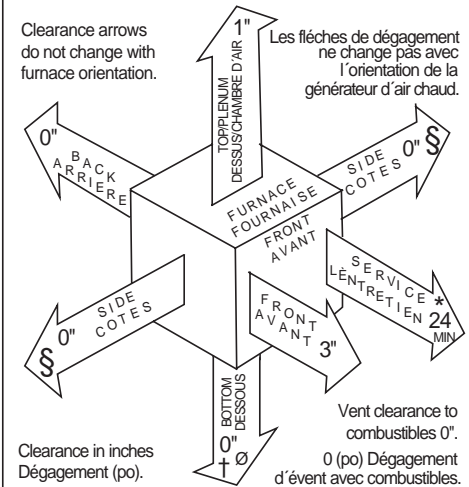 Clearance arrows
do not change with
furnace orientation.
Les fléches de dégagement
ne change pas avec
l´orientation de la
générateur d´air chaud.
1"
TOP/PLENUM
DESSUS/CHAMBRE D´AIR
0"
BACK
ARRIERE
SIDE
COTES
0" §
FURNACE
FOURNAISE
FRONT
AVANT
SERVICE
LÈNTRETIEN
*
24
MIN
§ 0"
SIDE
COTES
FRONT
AVANT
3"
BOTTOM
DESSOUS
0"
† Ø
Clearance in inches
Dégagement (po).
Vent clearance to
combustibles 0".
0 (po) Dégagement
d´évent avec combustibles.